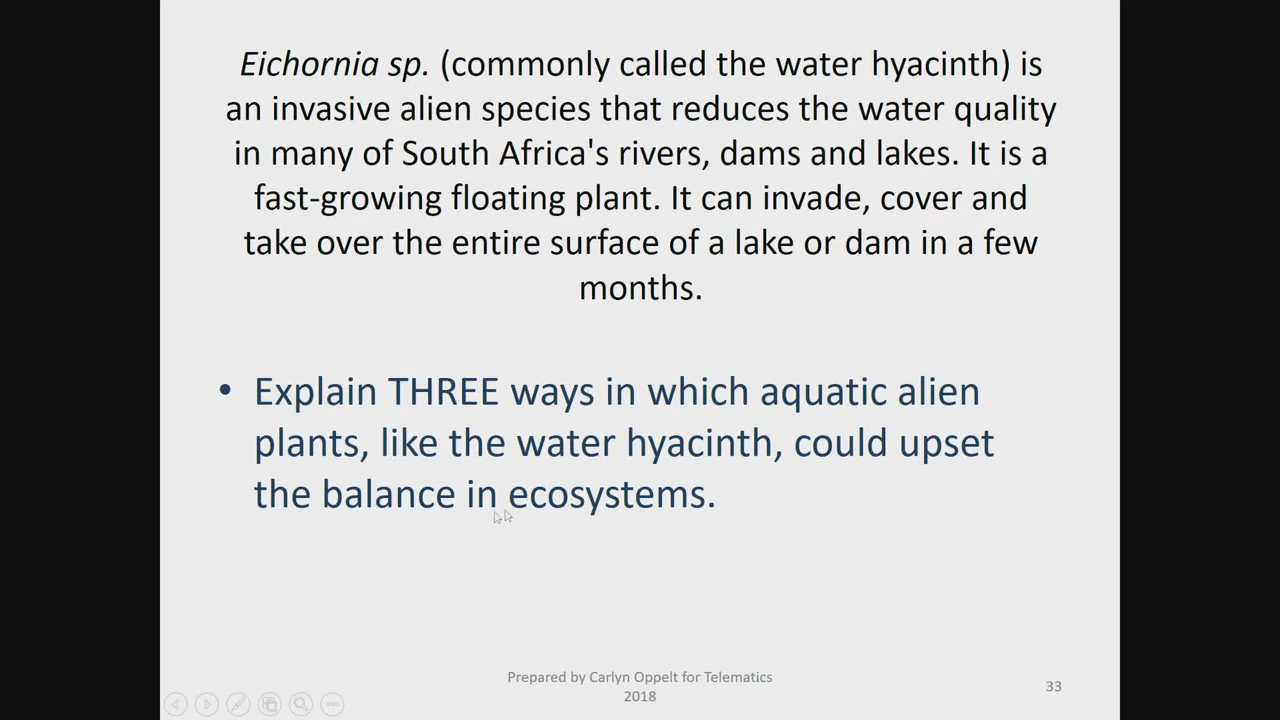 Eichornia sp. (commonly called the water hyacinth) is
an invasive alien species that reduces the water quality
in many of South Africa's rivers, dams and lakes. It is a
fast-growing floating plant. It can invade, cover and
take over the entire surface of a lake or dam in a few
months.
• Explain THREE ways in which aquatic alien
plants, like the water hyacinth, could upset
the balance in ecosystems.
Prepared by Carlyn Oppelt for Telematics
2018
33